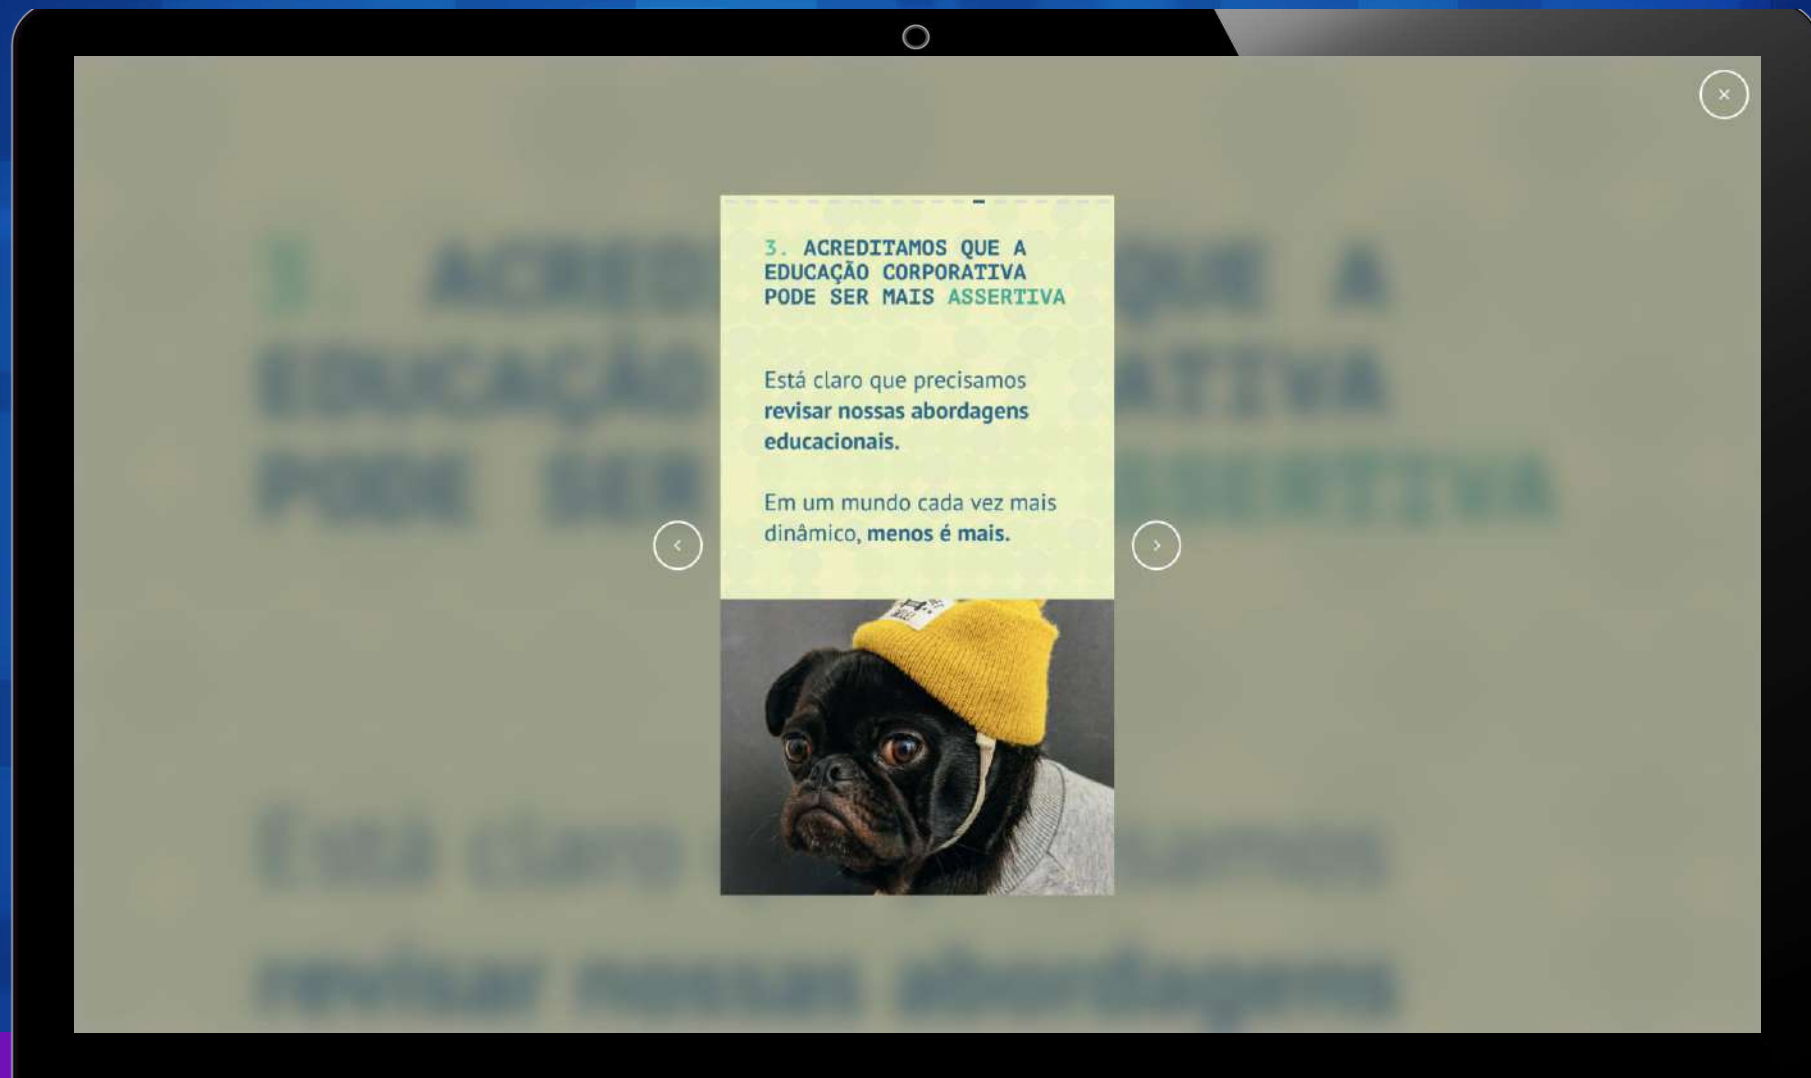 3. ACREDITAMOS QUE A
EDUCAÇÃO CORPORATIVA
PODE SER MAIS ASSERTIVA
Está claro que precisamos
revisar nossas abordagens
educacionais.
Em um mundo cada vez mais
dinâmico, menos é mais.